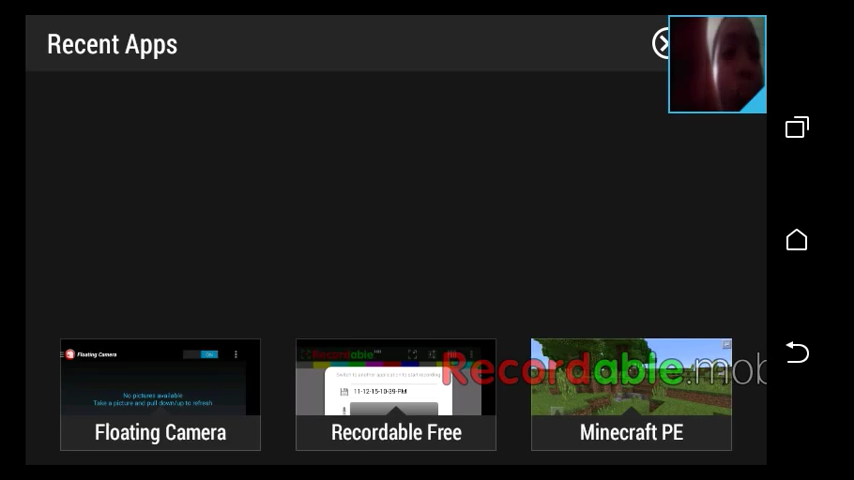 Recent Apps
Floating Camera
No pictures available
Take a picture and pull down/up to refresh
Floating Camera
Recordable
11-12-15-10-39-PM
Recordable Free
Recordable.mob
Minecraft PE